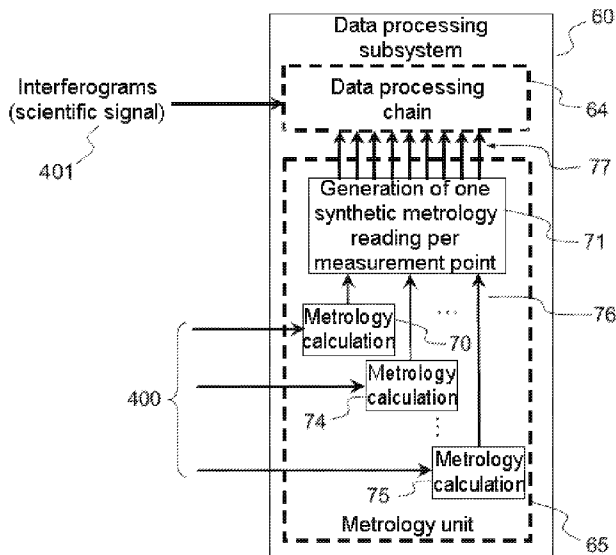 Data processing
subsystem
60
Interferograms
(scientific signal)
401
Data processing
chain
64
77
Generation of one
synthetic metrology
reading per
measurement point
71
76
...
Metrology
calculation
70
400
Metrology
calculation
74
...
Metrology
calculation
75
Metrology unit
65